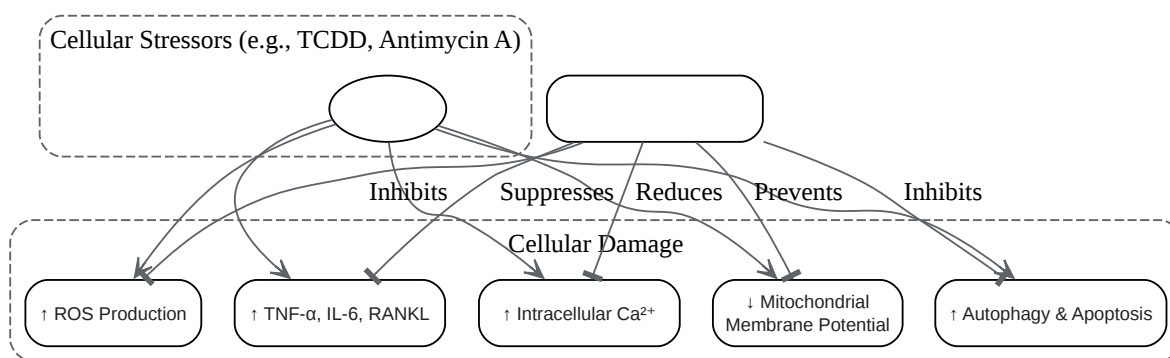 Cellular Stressors (e.g., TCDD, Antimycin A)
Inhibits
Suppresses
Reduces
Prevents
Inhibits
Cellular Damage
↑ ROS Production
↑ TNF-α, IL-6, RANKL
↑ Intracellular Ca²⁺
↓ Mitochondrial
Membrane Potential
↑ Autophagy & Apoptosis